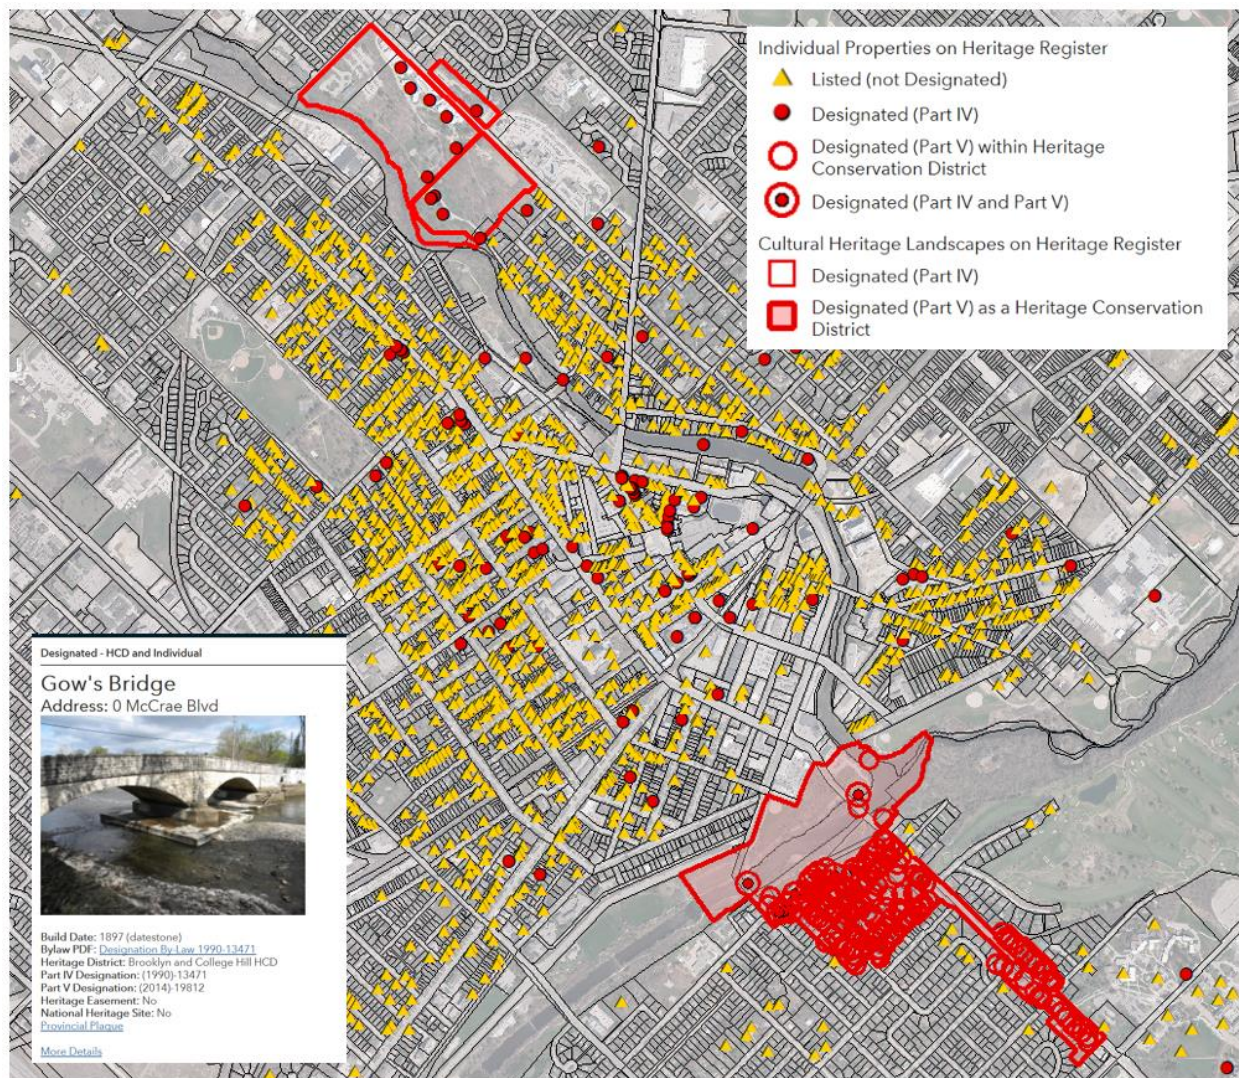 Individual Properties on Heritage Register
Listed (not Designated)
Designated (Part IV)
Designated (Part V) within Heritage
Conservation District
Designated (Part IV and Part V)
Cultural Heritage Landscapes on Heritage Register
Designated (Part IV)
Designated (Part V) as a Heritage Conservation
District
Designated - HCD and Individual
Gow's Bridge
Address: 0 McCrae Blvd
Build Date: 1897 (datestone)
Bylaw PDF: Designation By-Law 1990-13471
Heritage District: Brooklyn and College Hill HCD
Part IV Designation: (1990)-13471
Part V Designation: (2014)-19812
Heritage Easement: No
National Heritage Site: No
Provincial Plaque
More Details